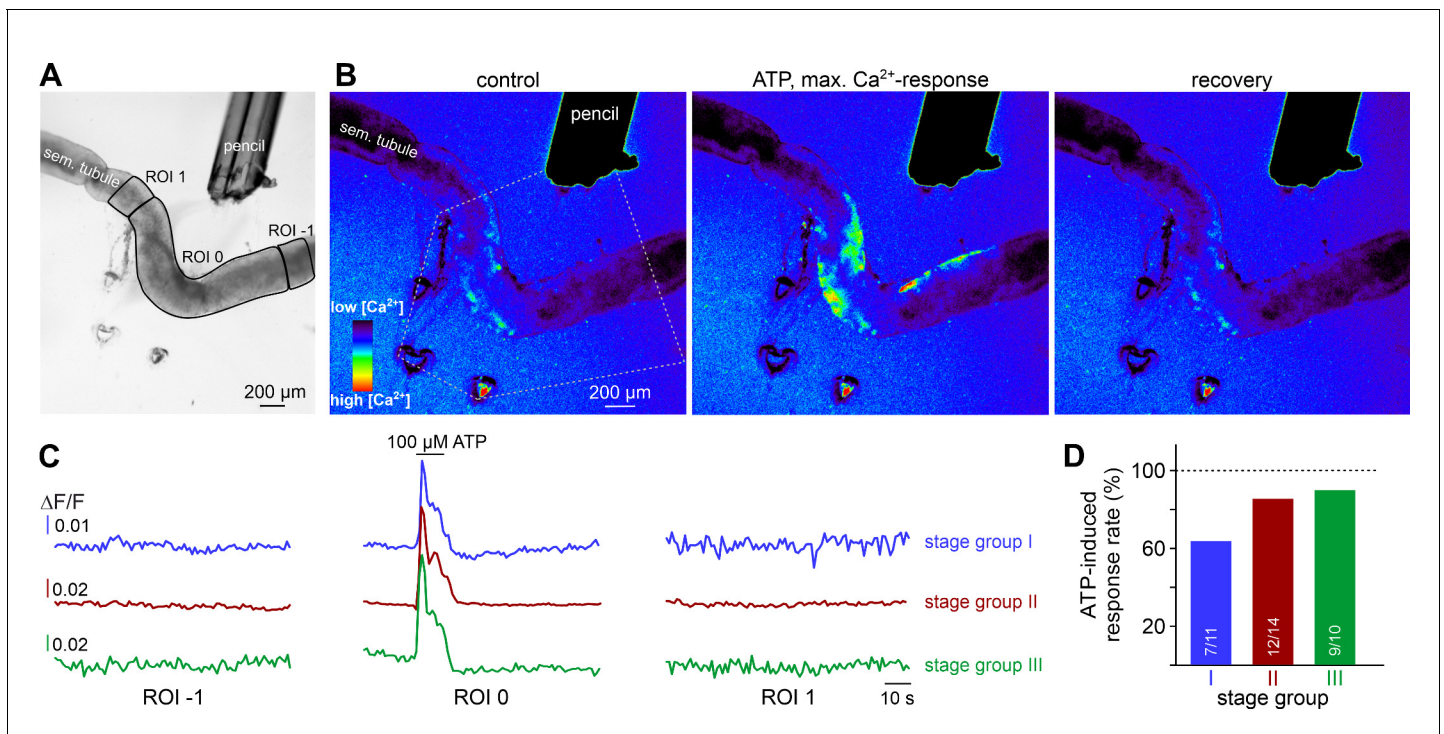 A
sem. tubule
ROI 1
pencil
ROI 0
ROI -1
200 µm
B
control
ATP, max. Ca²⁺-response
recovery
sem. tubule
pencil
low [Ca²⁺]
high [Ca²⁺]
200 µm
C
100 µM ATP
ΔF/F
0.01
0.02
0.02
stage group I
stage group II
stage group III
ROI -1
ROI 0
ROI 1
10 s
D
ATP-induced
response rate (%)
100
60
20
7/11
12/14
9/10
I
II
III
stage group